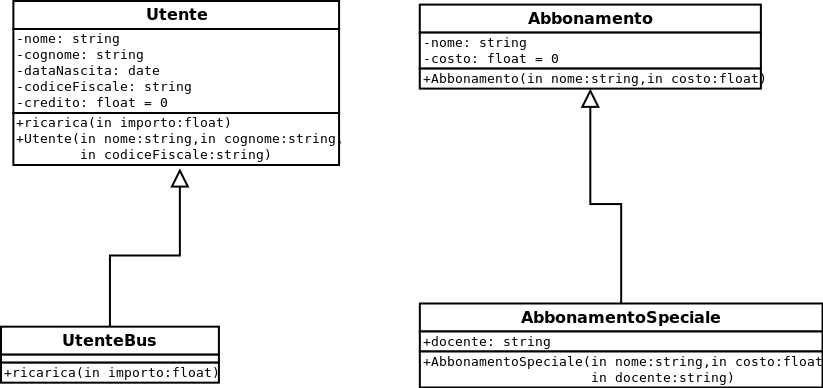 Utente
-nome: string
-cognome: string
-dataNascita: date
-codiceFiscale: string
-credito: float = 0
+ricarica(in importo:float)
+Utente(in nome:string,in cognome:string,
in codiceFiscale:string)
Abbonamento
-nome: string
-costo: float = 0
+Abbonamento(in nome:string,in costo:float)
UtenteBus
+ricarica(in importo:float)
AbbonamentoSpeciale
+docente: string
+AbbonamentoSpeciale(in nome:string,in costo:float
in docente:string)